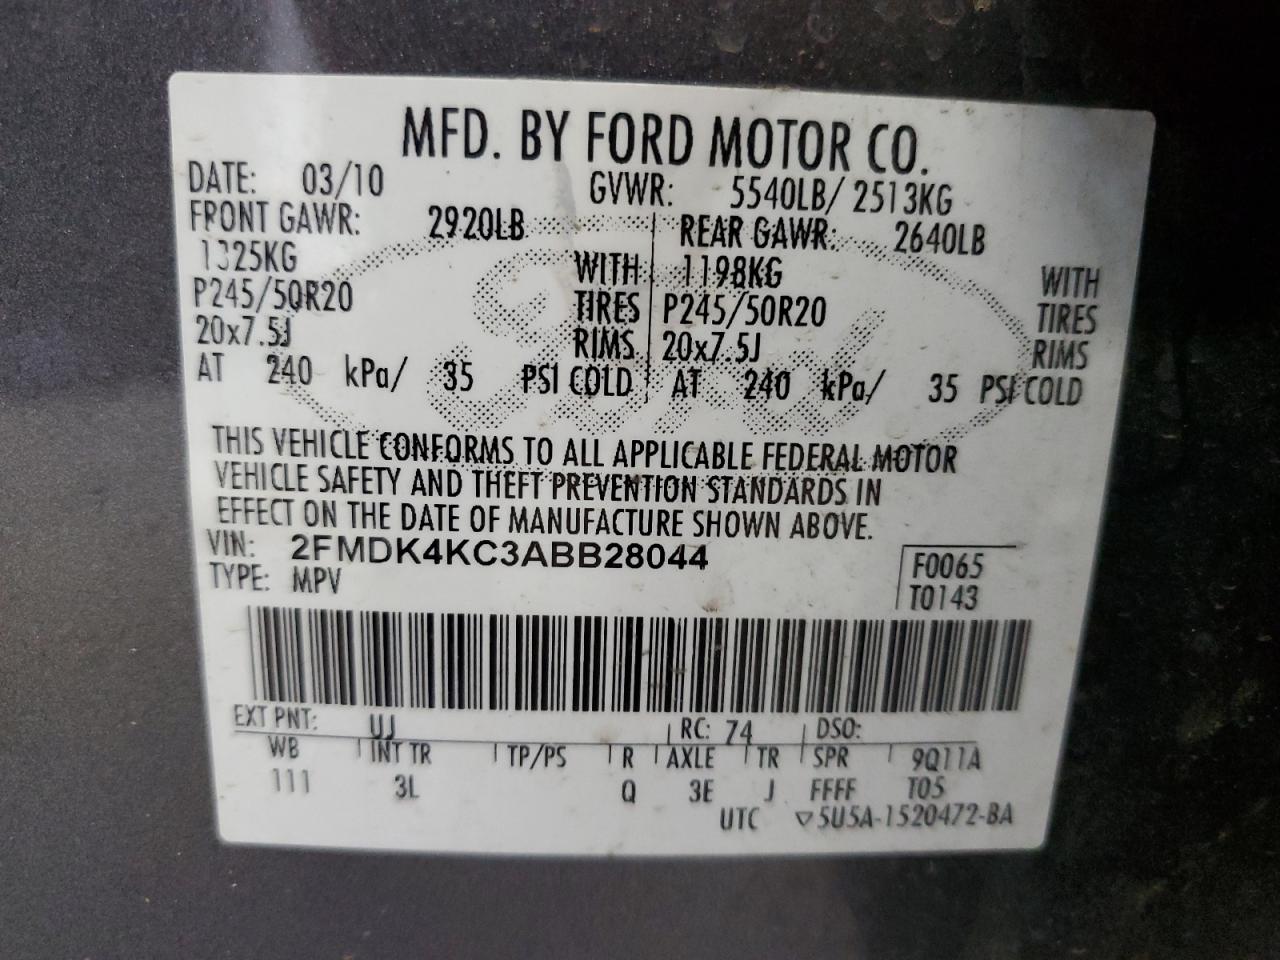 MFD. BY FORD MOTOR CO.
DATE: 03/10 GVWR: 5540LB/ 2513KG
FRONT GAWR: 2920LB REAR GAWR: 2640LB
1325KG WITH 1198KG WITH
P245/50R20 TIRES P245/50R20 TIRES
20x7.5J RIMS 20x7.5J RIMS
AT 240 kPa/ 35 PSI COLD AT 240 kPa/ 35 PSI COLD
Ford
THIS VEHICLE CONFORMS TO ALL APPLICABLE FEDERAL MOTOR
VEHICLE SAFETY AND THEFT PREVENTION STANDARDS IN
EFFECT ON THE DATE OF MANUFACTURE SHOWN ABOVE.
VIN: 2FMDK4KC3ABB28044 F0065
TYPE: MPV T0143
EXT PNT: UJ RC: 74 DSO:
WB INT TR TP/PS R AXLE TR SPR 9Q11A
111 3L Q 3E J FFFF T05
UTC ▽5U5A-1520472-BA